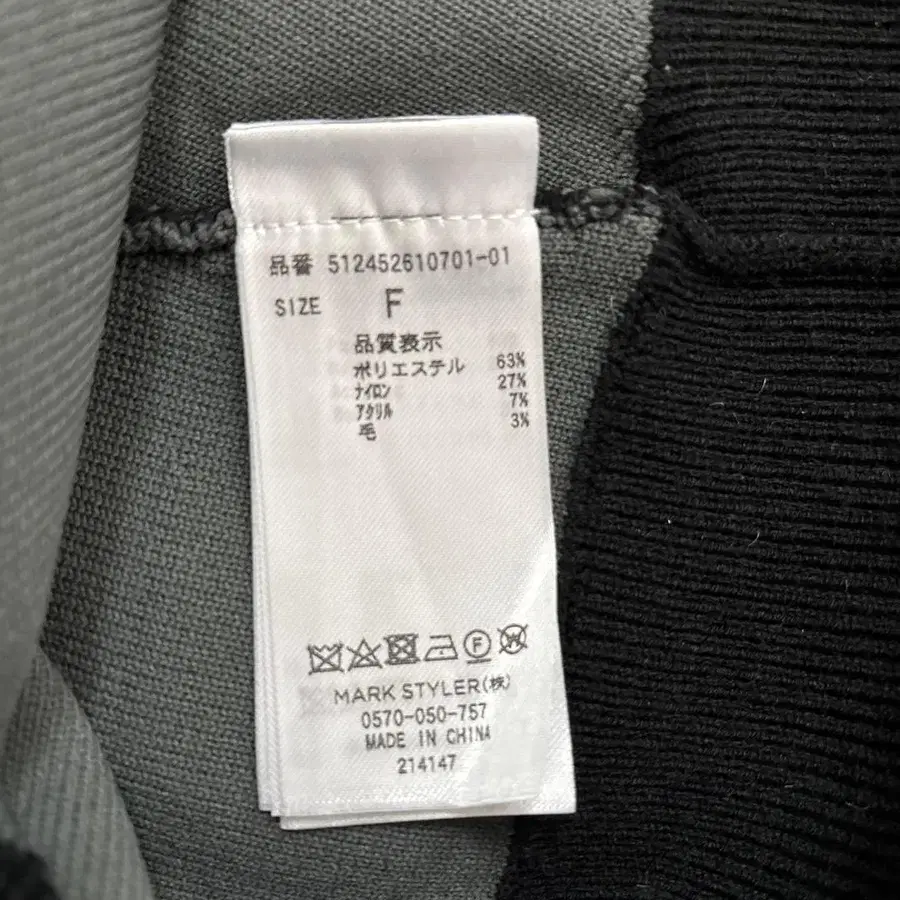 品番 512452610701-01
SIZE F
品質表示
ポリエステル 63%
ナイロン 27%
アクリル 7%
毛 3%
F W
MARK STYLER(株)
0570-050-757
MADE IN CHINA
214147